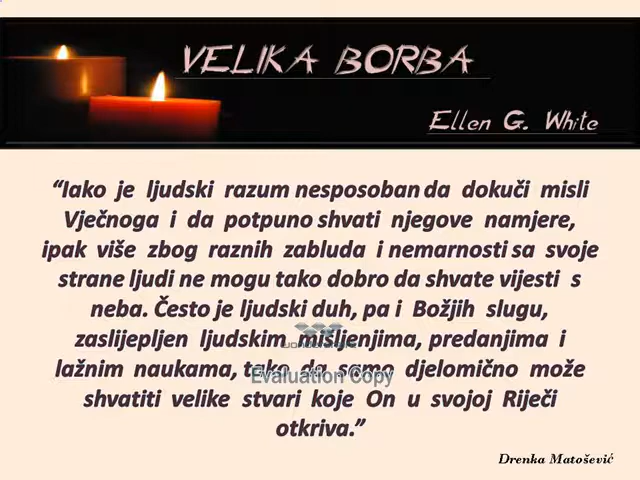 VELIKA BORBA
Ellen G. White
“Iako je ljudski razum nesposoban da dokuči misli
Vječnoga i da potpuno shvati njegove namjere,
ipak više zbog raznih zabluda i nemarnosti sa svoje
strane ljudi ne mogu tako dobro da shvate vijesti s
neba. Često je ljudski duh, pa i Božjih slugu,
zaslijepljen ljudskim mišljenjima, predanjima i
lažnim naukama, tako da samo djelomično može
Evaluation Copy
shvatiti velike stvari koje On u svojoj Riječi
otkriva.”
Drenka Matošević